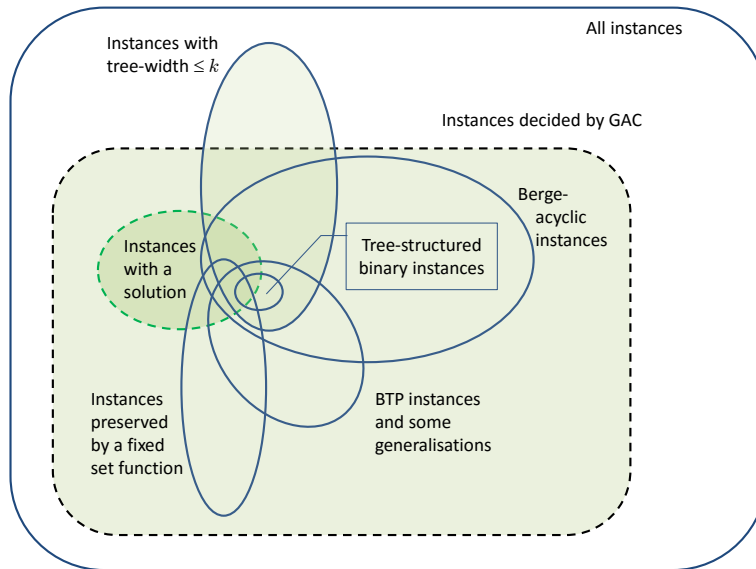 All instances
Instances with
tree-width ≤ k
Instances decided by GAC
Berge-
acyclic
instances
Instances
with a
solution
Tree-structured
binary instances
Instances
preserved
by a fixed
set function
BTP instances
and some
generalisations